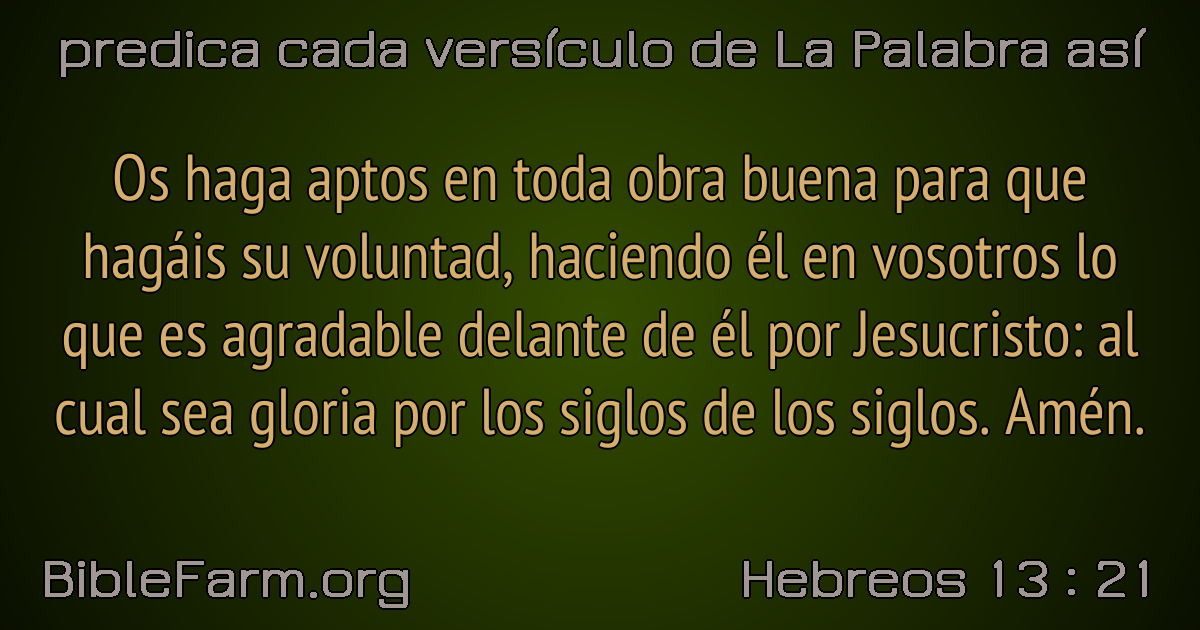 predica cada versículo de La Palabra así
Os haga aptos en toda obra buena para que
hagáis su voluntad, haciendo él en vosotros lo
que es agradable delante de él por Jesucristo: al
cual sea gloria por los siglos de los siglos. Amén.
BibleFarm.org
Hebreos 13 : 21